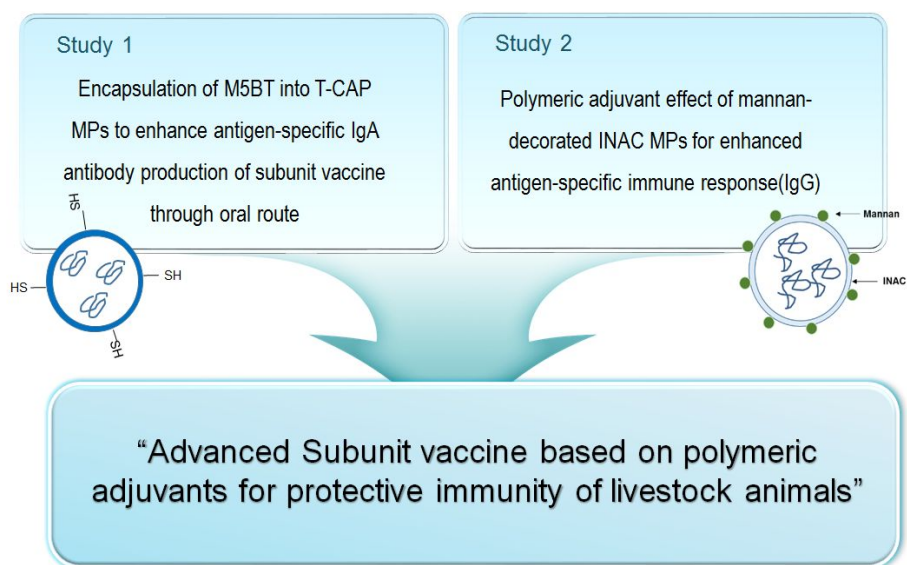 Study 1
Encapsulation of M5BT into T-CAP
MPs to enhance antigen-specific IgA
antibody production of subunit vaccine
through oral route
HS
HS
SH
SH
Study 2
Polymeric adjuvant effect of mannan-
decorated INAC MPs for enhanced
antigen-specific immune response(IgG)
Mannan
INAC
“Advanced Subunit vaccine based on polymeric
adjuvants for protective immunity of livestock animals”